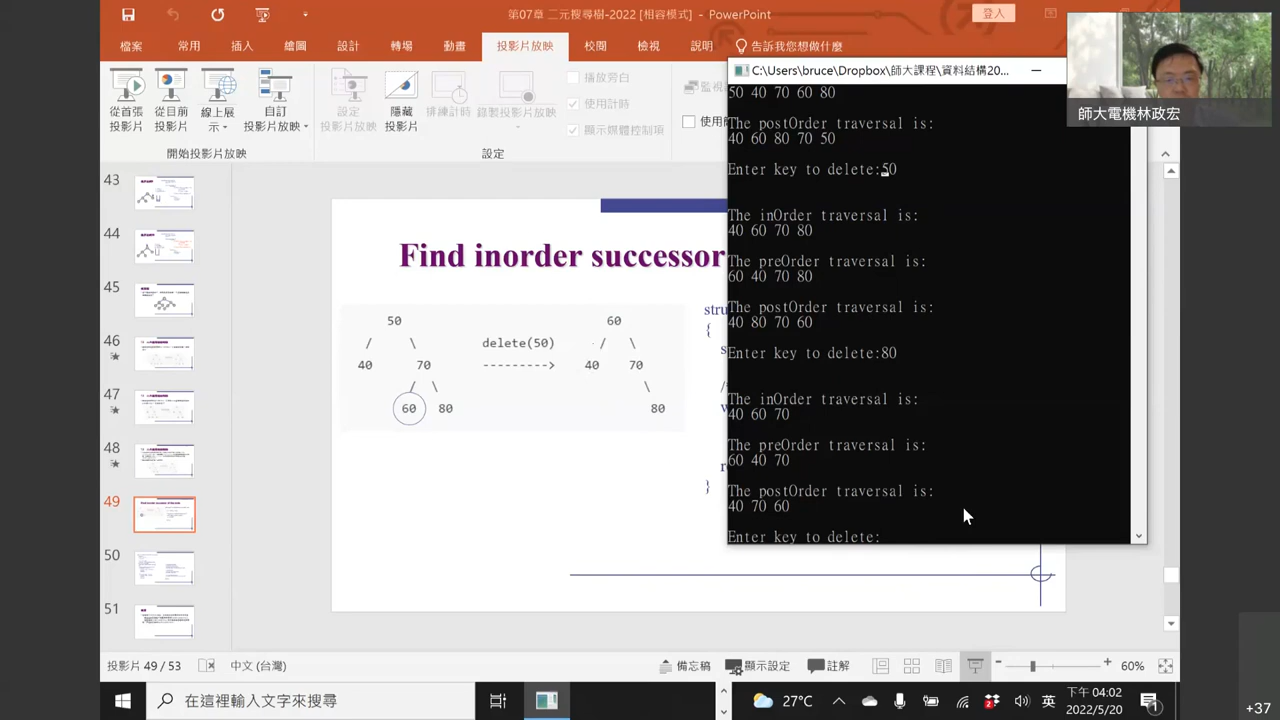 第07章 二元搜尋樹-2022 [相容模式] - PowerPoint
登入
檔案 常用 插入 繪圖 設計 轉場 動畫 投影片放映 校閱 檢視 說明 告訴我您想做什麼
從首張投影片
從目前投影片
線上展示
自訂投影片放映
設定投影片放映
隱藏投影片
排練計時
錄製投影片放映
播放旁白
使用計時
顯示媒體控制項
開始投影片放映
設定
43
44
45
46
47
48
49
50
51
Find inorder successor
50
40 70
60 80
delete(50)
--------->
60
40 70
80
stru
{
s
/
v
}
C:\Users\bruce\Dropbox\師大課程\資料結構20...
50 40 70 60 80
The postOrder traversal is:
40 60 80 70 50
Enter key to delete:50
The inOrder traversal is:
40 60 70 80
The preOrder traversal is:
60 40 70 80
The postOrder traversal is:
40 80 70 60
Enter key to delete:80
The inOrder traversal is:
40 60 70
The preOrder traversal is:
60 40 70
The postOrder traversal is:
40 70 60
Enter key to delete:
師大電機林政宏
投影片 49 / 53 中文 (台灣) 備忘稿 顯示設定 註解 60%
在這裡輸入文字來搜尋
27°C
英
下午 04:02
2022/5/20
+37